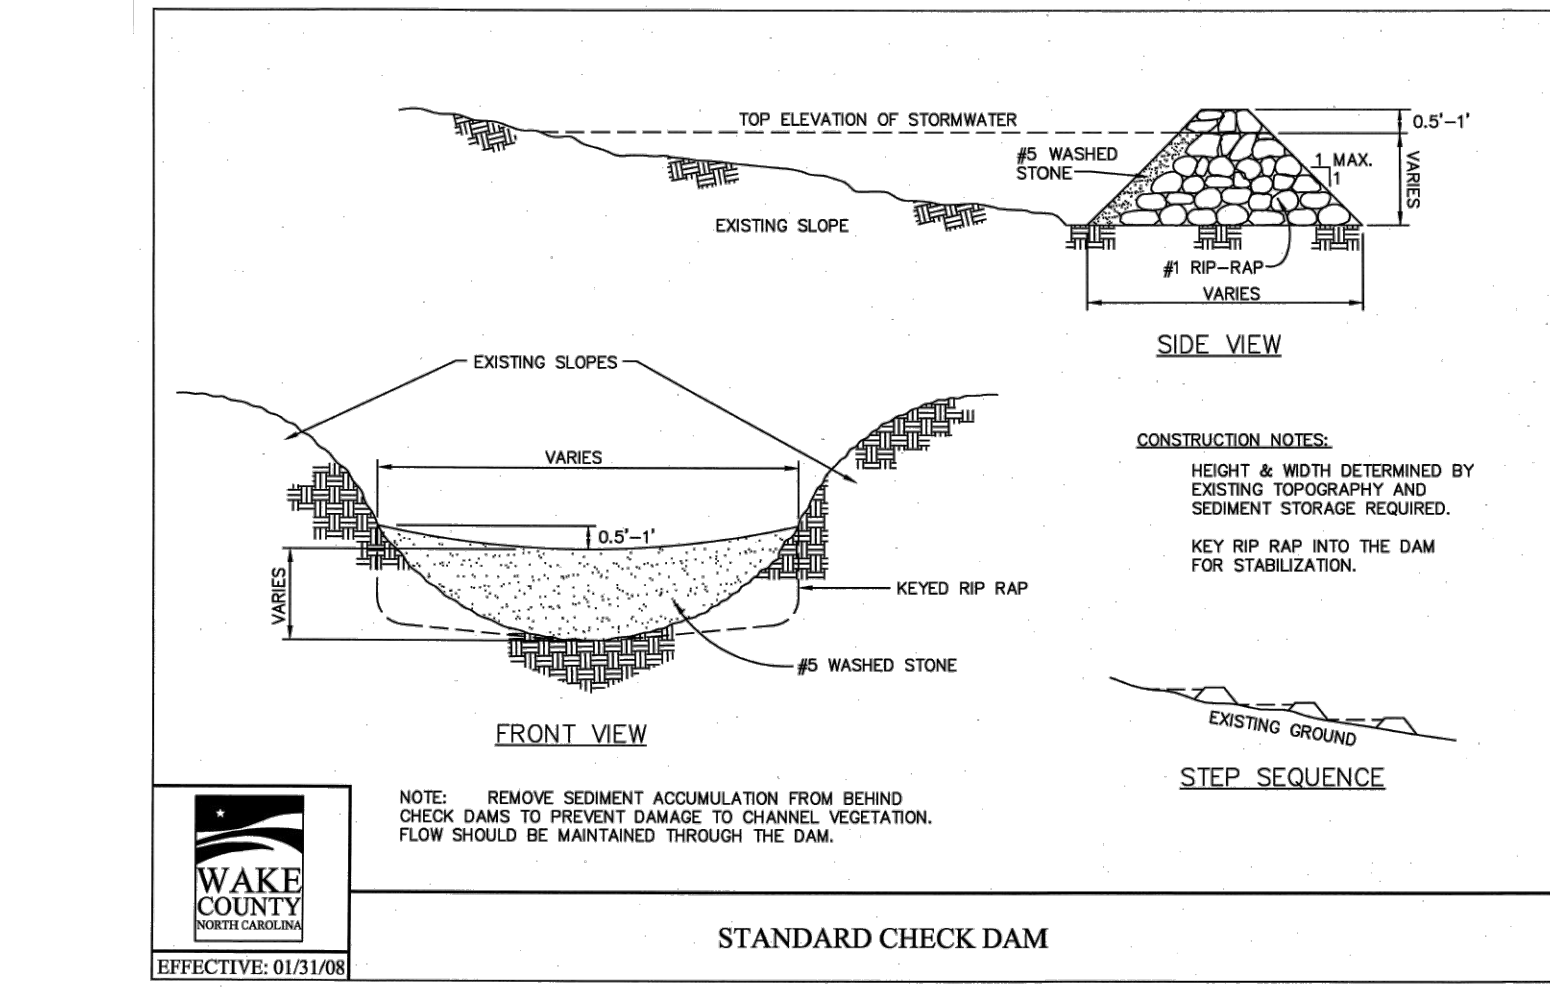 TOP ELEVATION OF STORMWATER
0.5'-1'
#5 WASHED
STONE
1 MAX.
1
VARIES
EXISTING SLOPE
#1 RIP-RAP
VARIES
SIDE VIEW
EXISTING SLOPES
VARIES
0.5'-1'
VARIES
KEYED RIP RAP
#5 WASHED STONE
FRONT VIEW
CONSTRUCTION NOTES:
HEIGHT & WIDTH DETERMINED BY
EXISTING TOPOGRAPHY AND
SEDIMENT STORAGE REQUIRED.
KEY RIP RAP INTO THE DAM
FOR STABILIZATION.
EXISTING GROUND
STEP SEQUENCE
NOTE: REMOVE SEDIMENT ACCUMULATION FROM BEHIND
CHECK DAMS TO PREVENT DAMAGE TO CHANNEL VEGETATION.
FLOW SHOULD BE MAINTAINED THROUGH THE DAM.
WAKE
COUNTY
NORTH CAROLINA
EFFECTIVE: 01/31/08
STANDARD CHECK DAM